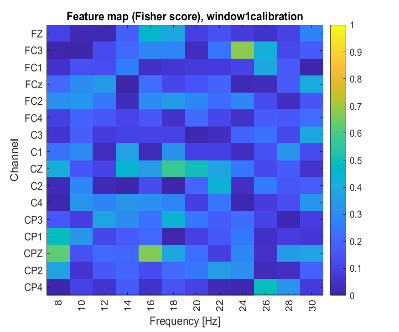 Feature map (Fisher score), window1calibration
FZ
FC3
FC1
FCz
FC2
FC4
C3
C1
CZ
C2
C4
CP3
CP1
CPZ
CP2
CP4
Channel
8 10 12 14 16 18 20 22 24 26 28 30
Frequency [Hz]
1
0.9
0.8
0.7
0.6
0.5
0.4
0.3
0.2
0.1
0